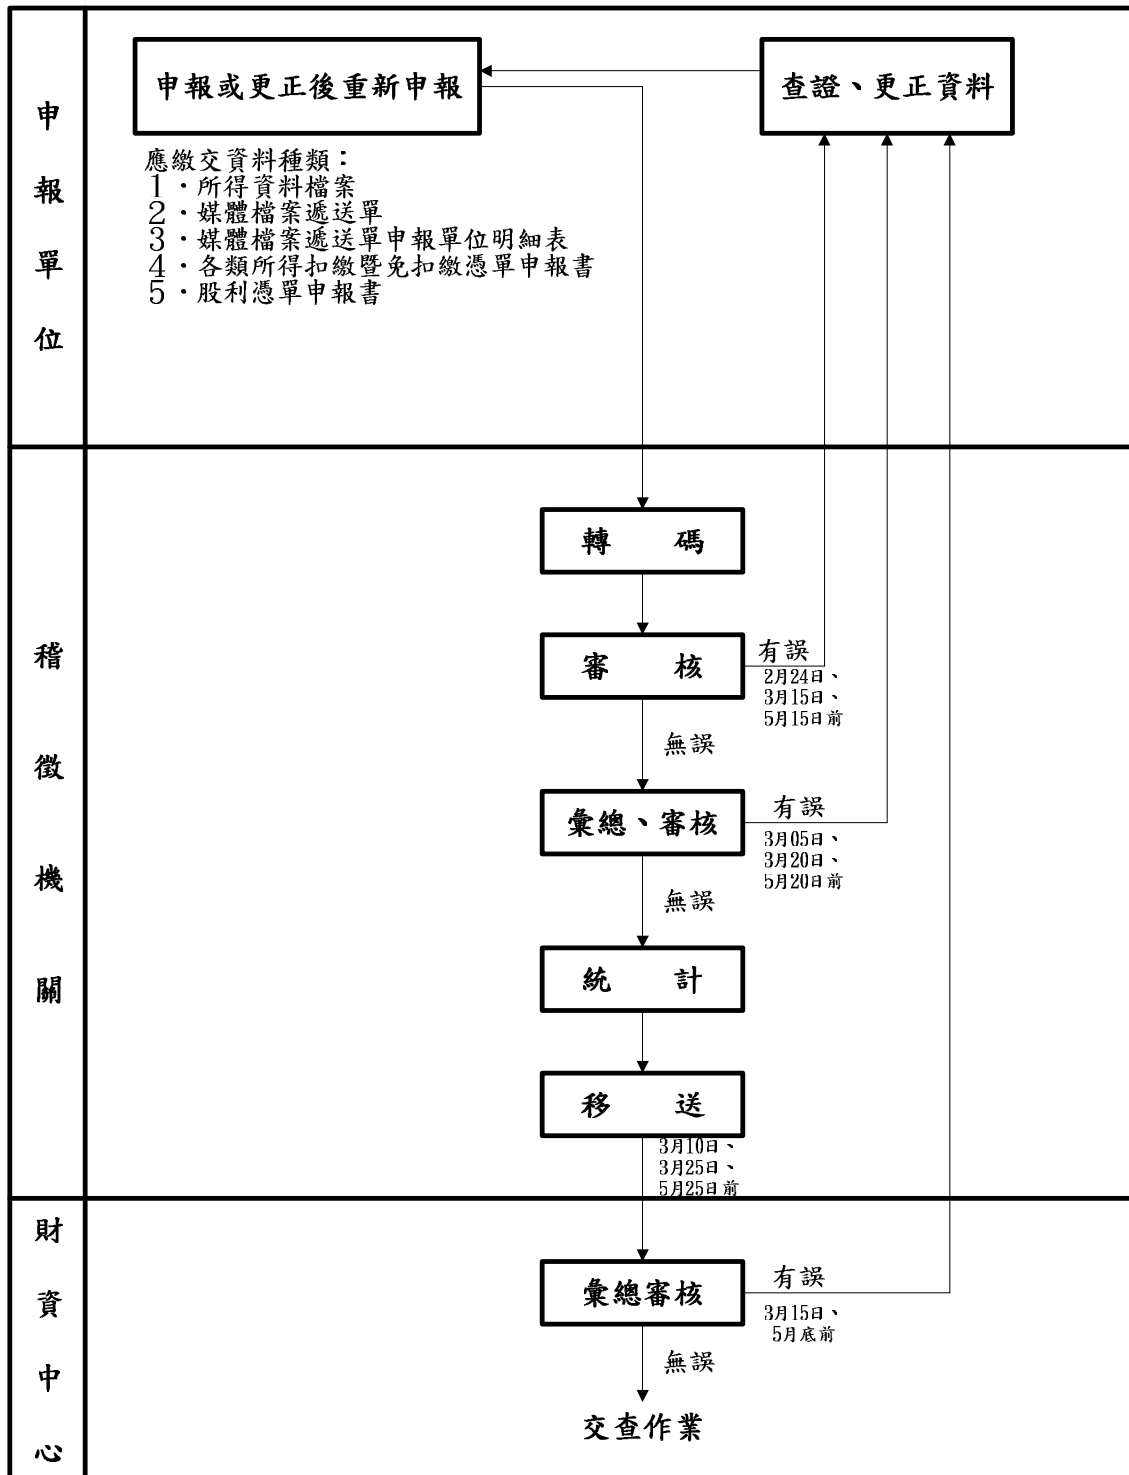 申報單位
申報或更正後重新申報
查證、更正資料
應繳交資料種類：
1．所得資料檔案
2．媒體檔案遞送單
3．媒體檔案遞送單申報單位明細表
4．各類所得扣繳暨免扣繳憑單申報書
5．股利憑單申報書
稽徵機關
轉　碼
審　核
有誤
2月24日、
3月15日、
5月15日前
無誤
彙總、審核
有誤
3月05日、
3月20日、
5月20日前
無誤
統　計
移　送
3月10日、
3月25日、
5月25日前
財資中心
彙總審核
有誤
3月15日、
5月底前
無誤
交查作業